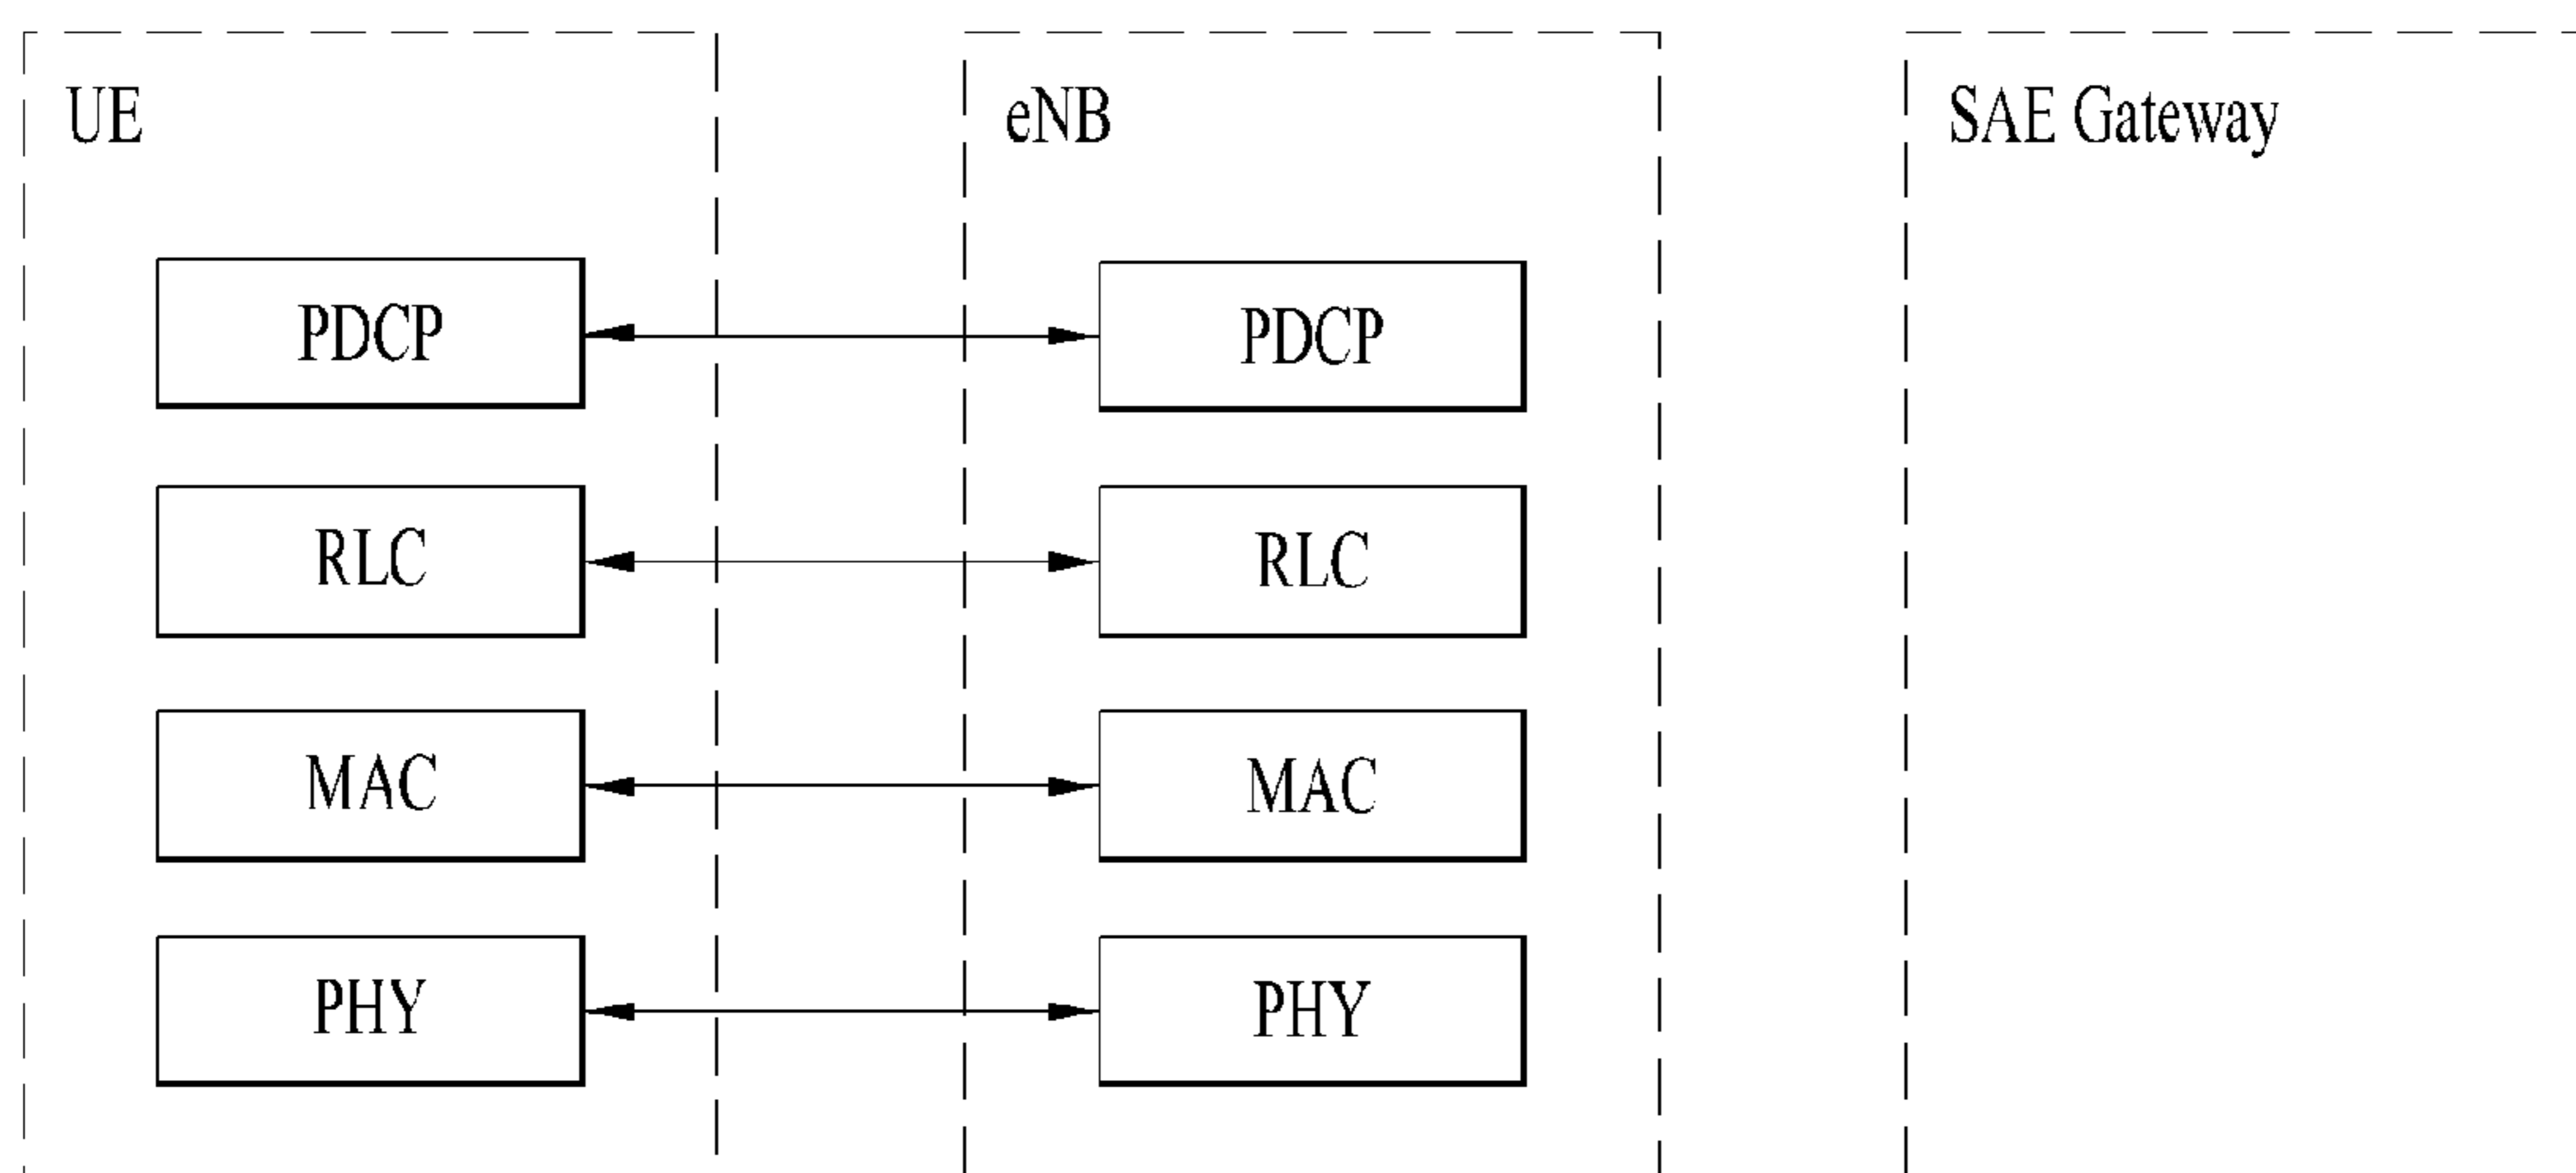 UE
eNB
SAE Gateway
PDCP
PDCP
RLC
RLC
MAC
MAC
PHY
PHY